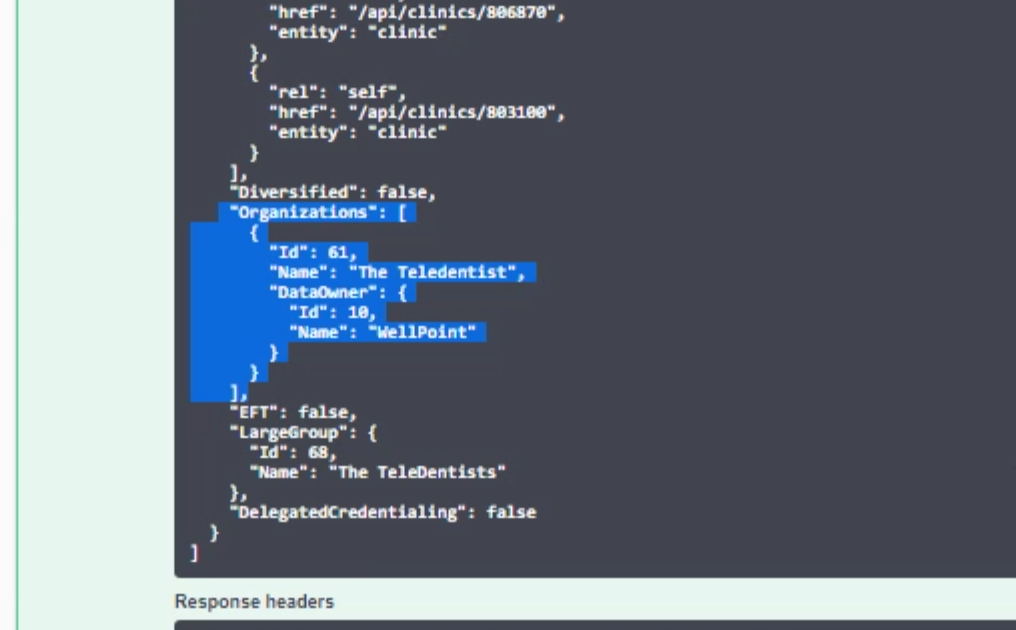 "href": "/api/clinics/806870",
"entity": "clinic"
},
{
"rel": "self",
"href": "/api/clinics/803100",
"entity": "clinic"
}
],
"Diversified": false,
"Organizations": [
{
"Id": 61,
"Name": "The Teledentist",
"DataOwner": {
"Id": 10,
"Name": "WellPoint"
}
}
],
"EFT": false,
"LargeGroup": {
"Id": 68,
"Name": "The TeleDentists"
},
"DelegatedCredentialing": false
}
]
Response headers